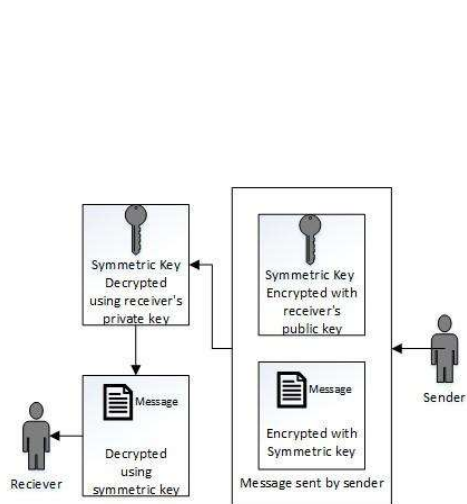 Symmetric Key
Decrypted
using receiver's
private key
Symmetric Key
Encrypted with
receiver's
public key
Message
Encrypted with
Symmetric key
Message sent by sender
Sender
Message
Decrypted
using
symmetric key
Reciever